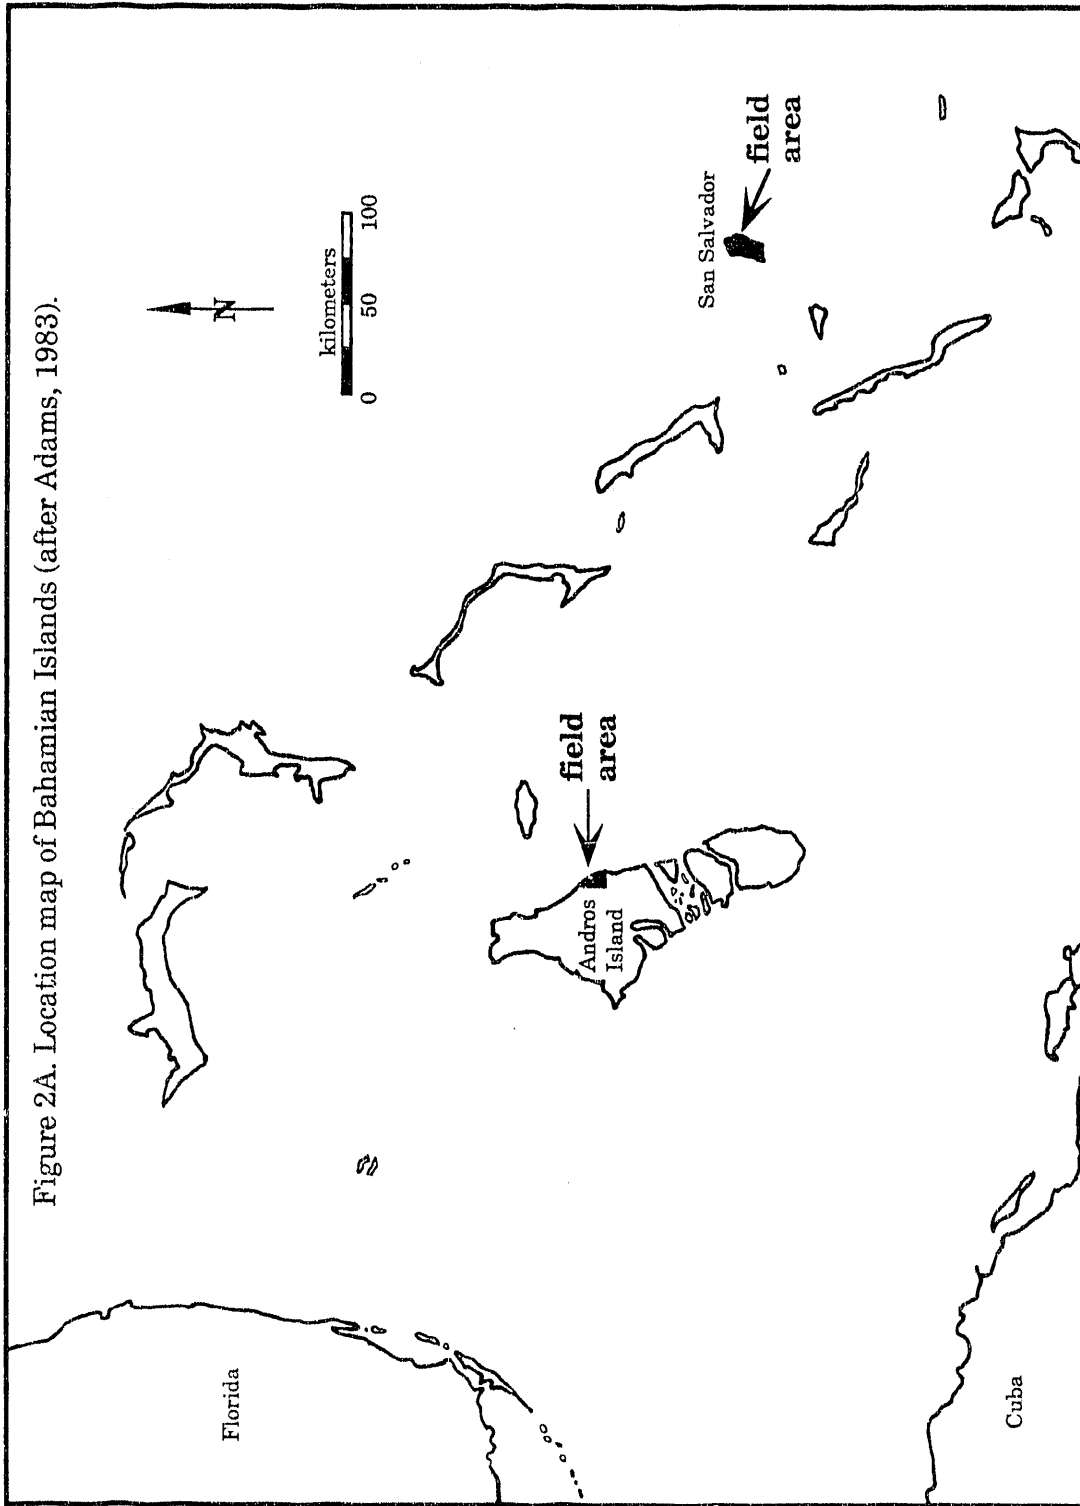 Figure 2A. Location map of Bahamian Islands (after Adams, 1983).
N
kilometers
0 50 100
Florida
Andros
Island
field
area
San Salvador
field
area
Cuba